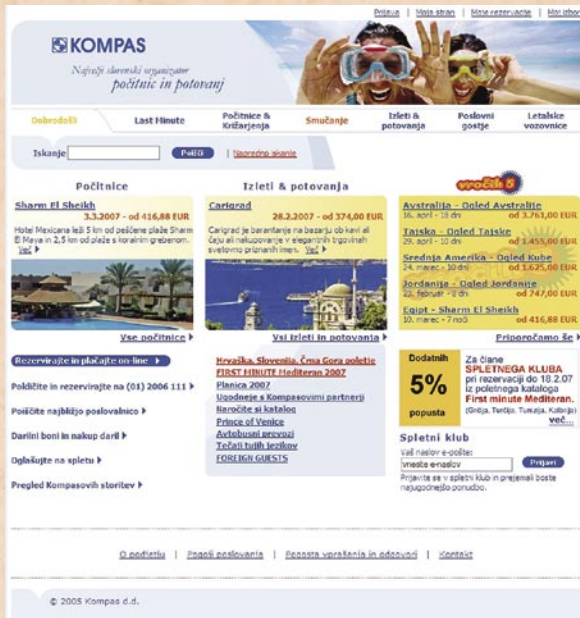 Prijava | Moja stran | Moje rezervacije | Moj izbor
KOMPAS
Največji slovenski organizator
počitnic in potovanj
Dobrodošli
Last Minute
Počitnice &
Križarjenja
Smučanje
Izleti &
potovanja
Poslovni
gostje
Letalske
vozovnice
Iskanje
Poišči
| Napredno iskanje
Počitnice
Sharm El Sheikh
3.3.2007 - od 416,88 EUR
Hotel Mexicana leži 5 km od peščene plaže Sharm
El Maya in 2,5 km od plaže s koralnim grebenom.
Več
Vse počitnice
Izleti & potovanja
Carigrad
28.2.2007 - od 374,00 EUR
Carigrad je barantanje na bazarju ob kavi ali
čaju ali nakupovanje v elegantnih trgovinah
svetovno priznanih imen. Več
Vsi izleti in potovanja
vročih 5
Avstralija - Ogled Avstralije
16. april - 18 dni od 3.761,00 EUR
Tajska - Ogled Tajske
29. april - 10 dni od 1.455,00 EUR
Srednja Amerika - Ogled Kube
24. marec - 10 dni od 1.625,00 EUR
Jordanija - Ogled Jordanije
22. februar - 8 dni od 747,00 EUR
Egipt - Sharm El Sheikh
10. marec - 7 noči od 416,88 EUR
Priporočamo še
Rezervirajte in plačajte on-line
Pokličite in rezervirajte na (01) 2006 111
Poiščite najbližjo poslovalnico
Darilni boni in nakup daril
Oglašujte na spletu
Pregled Kompasovih storitev
Hrvaška, Slovenija, Črna Gora poletje
FIRST MINUTE Mediteran 2007
Planica 2007
Ugodneje s Kompasovimi partnerji
Naročite si katalog
Prince of Venice
Avtobusni prevozi
Tečaji tujih jezikov
FOREIGN GUESTS
Dodatnih
5%
popusta
Za člane
SPLETNEGA KLUBA
pri rezervaciji do 18.2.07
iz poletnega kataloga
First minute Mediteran.
(Grčija, Turčija, Tunizija, Kalabrija)
več...
Spletni klub
Vaš naslov e-pošte:
vnesite e-naslov
Prijavi
Prijavite se v spletni klub in prejemali boste
najugodnejšo ponudbo.
O podjetju | Pogoji poslovanja | Pogosta vprašanja in odgovori | Kontakt
© 2005 Kompas d.d.